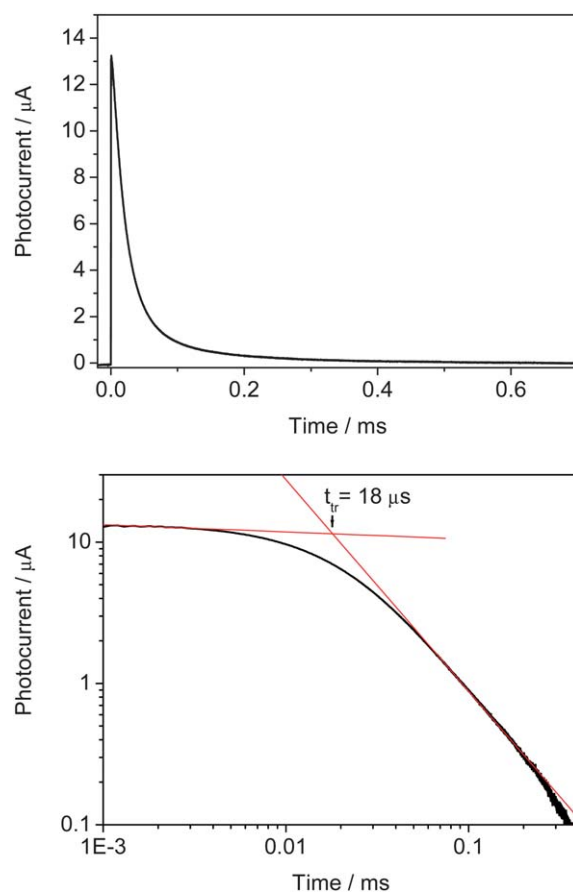 Photocurrent / μA
14
12
10
8
6
4
2
0
0.0 0.2 0.4 0.6
Time / ms
Photocurrent / μA
10
1
0.1
t_tr = 18 μs
1E-3 0.01 0.1
Time / ms